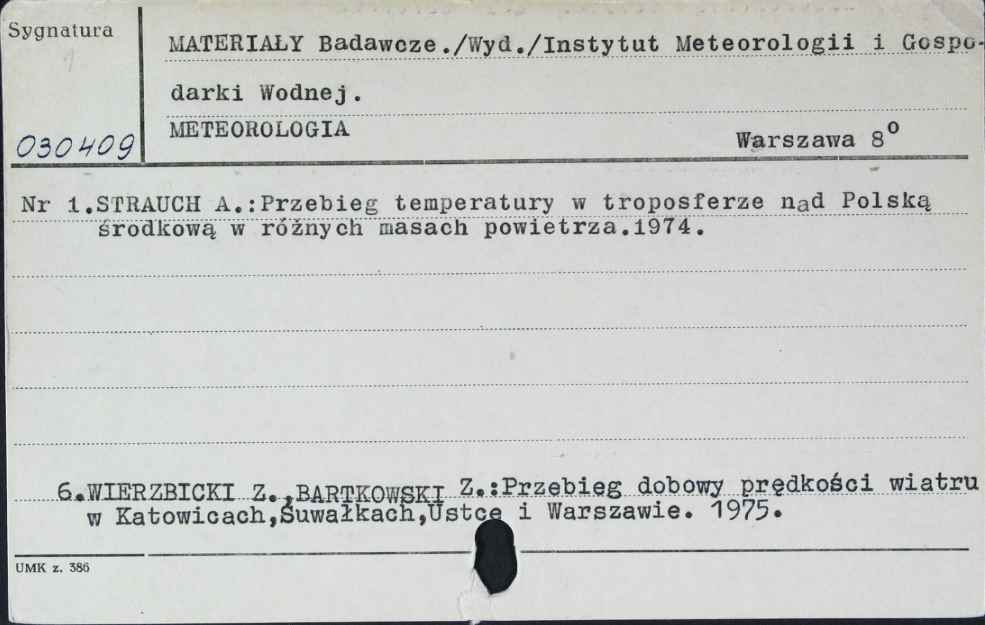 Sygnatura
MATERIAŁY Badawcze./Wyd./Instytut Meteorologii i Gospo-
darki Wodnej.
METEOROLOGIA
030409
Warszawa 8⁰
Nr 1.STRAUCH A.:Przebieg temperatury w troposferze nad Polską
środkową w różnych masach powietrza.1974.
6.WIERZBICKI Z.,BARTKOWSKI Z.:Przebieg dobowy prędkości wiatru
w Katowicach,Suwałkach,Ustce i Warszawie. 1975.
UMK z. 386